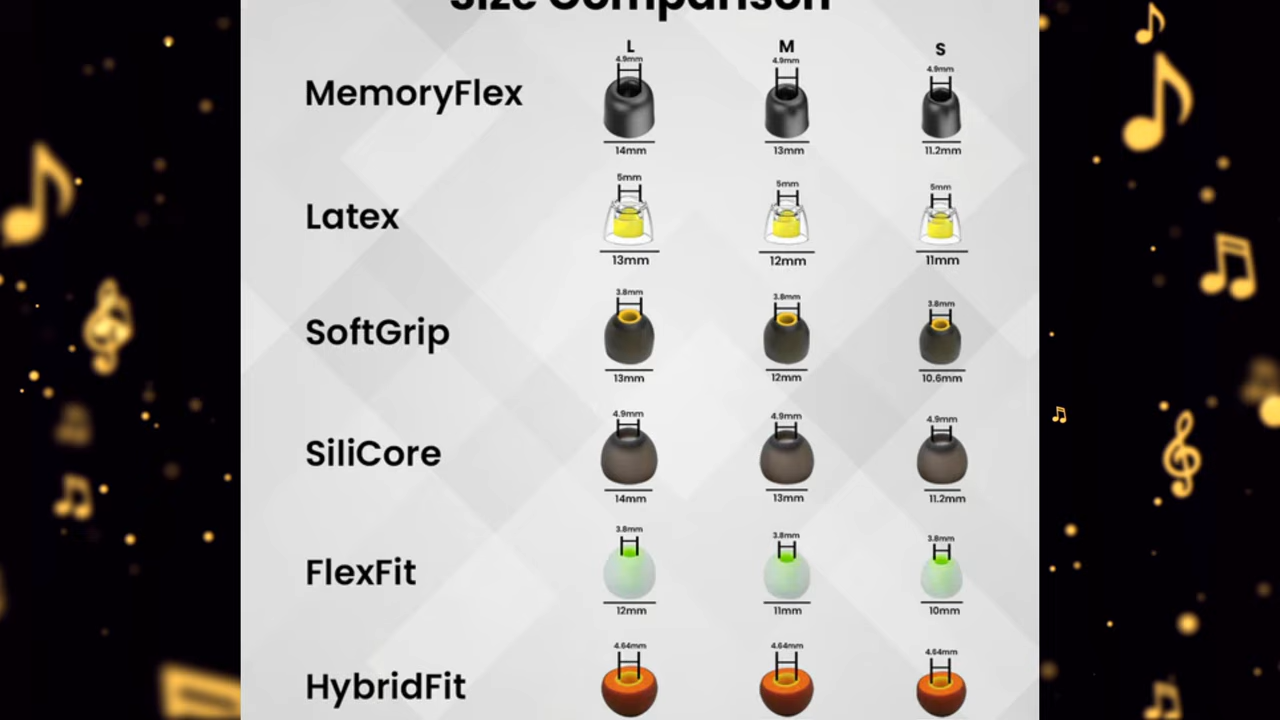 Size Comparison
L M S
4.9mm 4.9mm 4.9mm
MemoryFlex
14mm 13mm 11.2mm
5mm 5mm 5mm
Latex
13mm 12mm 11mm
3.8mm 3.8mm 3.8mm
SoftGrip
13mm 12mm 10.6mm
4.9mm 4.9mm 4.9mm
SiliCore
14mm 13mm 11.2mm
3.8mm 3.8mm 3.8mm
FlexFit
12mm 11mm 10mm
4.64mm 4.64mm 4.64mm
HybridFit